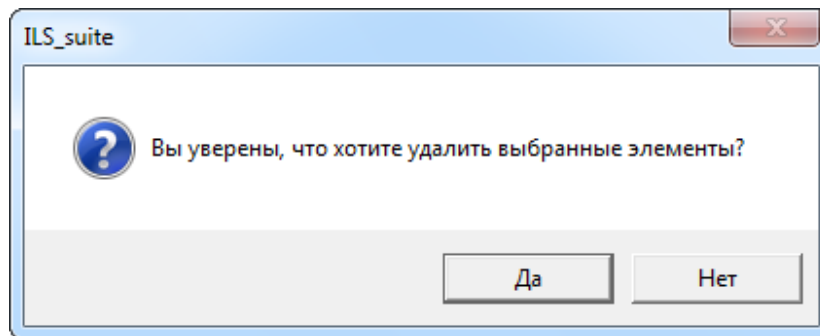 ILS_suite
Вы уверены, что хотите удалить выбранные элементы?
Да
Нет